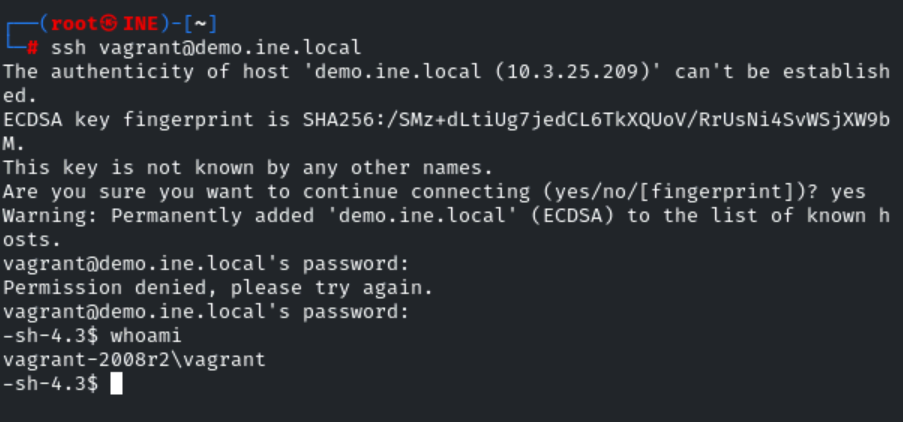 ┌──(root㉿INE)-[~]
└─# ssh vagrant@demo.ine.local
The authenticity of host 'demo.ine.local (10.3.25.209)' can't be establish
ed.
ECDSA key fingerprint is SHA256:/SMz+dLtiUg7jedCL6TkXQUoV/RrUsNi4SvWSjXW9b
M.
This key is not known by any other names.
Are you sure you want to continue connecting (yes/no/[fingerprint])? yes
Warning: Permanently added 'demo.ine.local' (ECDSA) to the list of known h
osts.
vagrant@demo.ine.local's password:
Permission denied, please try again.
vagrant@demo.ine.local's password:
-sh-4.3$ whoami
vagrant-2008r2\vagrant
-sh-4.3$